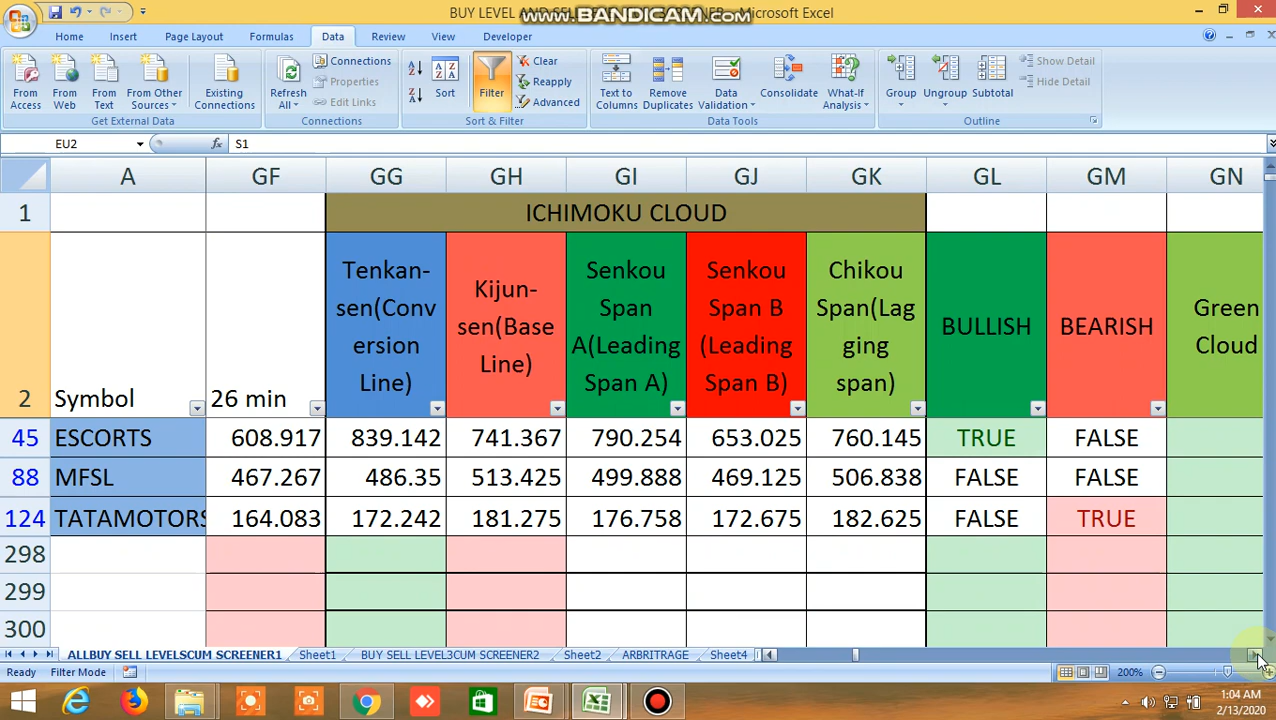 BUY LEVEL AND SEL
SCREENER - Microsoft Excel
www.BANDICAM.com
Home Insert Page Layout Formulas Data Review View Developer
From Access
From Web
From Text
From Other Sources
Existing Connections
Refresh All
Connections
Properties
Edit Links
Sort
Filter
Clear
Reapply
Advanced
Text to Columns
Remove Duplicates
Data Validation
Consolidate
What-If Analysis
Group
Ungroup
Subtotal
Show Detail
Hide Detail
Get External Data Connections Sort & Filter Data Tools Outline
EU2 fx S1
A GF GG GH GI GJ GK GL GM GN
1 ICHIMOKU CLOUD
2 Symbol 26 min
Tenkan-
sen(Conv
ersion
Line)
Kijun-
sen(Base
Line)
Senkou
Span
A(Leading
Span A)
Senkou
Span B
(Leading
Span B)
Chikou
Span(Lag
ging
span)
BULLISH
BEARISH
Green
Cloud
45 ESCORTS 608.917 839.142 741.367 790.254 653.025 760.145 TRUE FALSE
88 MFSL 467.267 486.35 513.425 499.888 469.125 506.838 FALSE FALSE
124 TATAMOTORS 164.083 172.242 181.275 176.758 172.675 182.625 FALSE TRUE
298
299
300
ALLBUY SELL LEVELSCUM SCREENER1 Sheet1 BUY SELL LEVEL3CUM SCREENER2 Sheet2 ARBRITRAGE Sheet4
Ready Filter Mode 200%
1:04 AM
2/13/2020